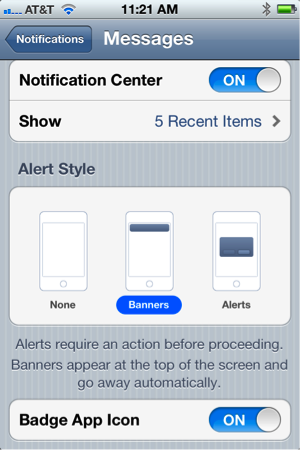 AT&T 11:21 AM
Notifications Messages
Notification Center ON
Show 5 Recent Items
Alert Style
None Banners Alerts
Alerts require an action before proceeding.
Banners appear at the top of the screen and
go away automatically.
Badge App Icon ON